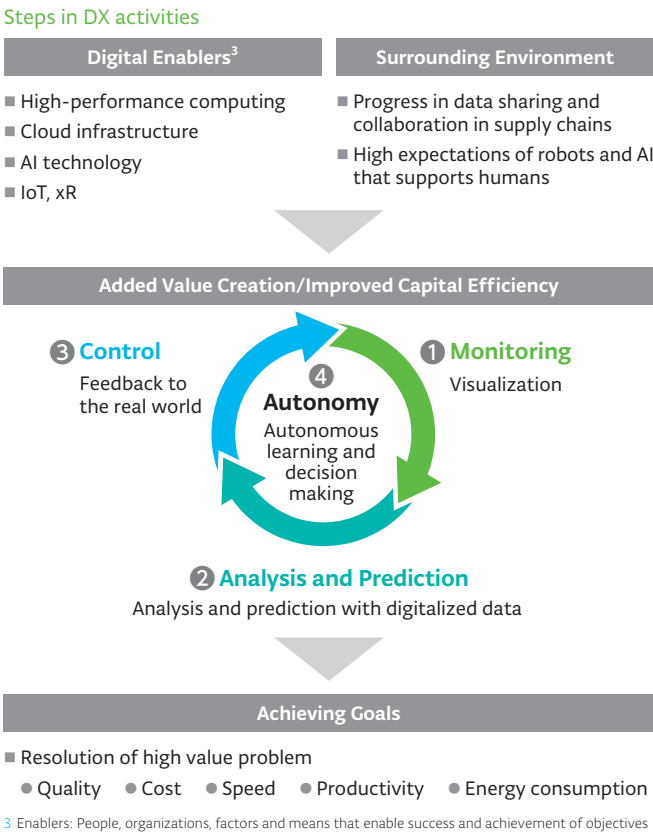 Steps in DX activities
Digital Enablers3
■ High-performance computing
■ Cloud infrastructure
■ AI technology
■ IoT, xR
Surrounding Environment
■ Progress in data sharing and
collaboration in supply chains
■ High expectations of robots and AI
that supports humans
Added Value Creation/Improved Capital Efficiency
1 Monitoring
Visualization
2 Analysis and Prediction
Analysis and prediction with digitalized data
3 Control
Feedback to
the real world
4
Autonomy
Autonomous
learning and
decision
making
Achieving Goals
■ Resolution of high value problem
● Quality ● Cost ● Speed ● Productivity ● Energy consumption
3 Enablers: People, organizations, factors and means that enable success and achievement of objectives